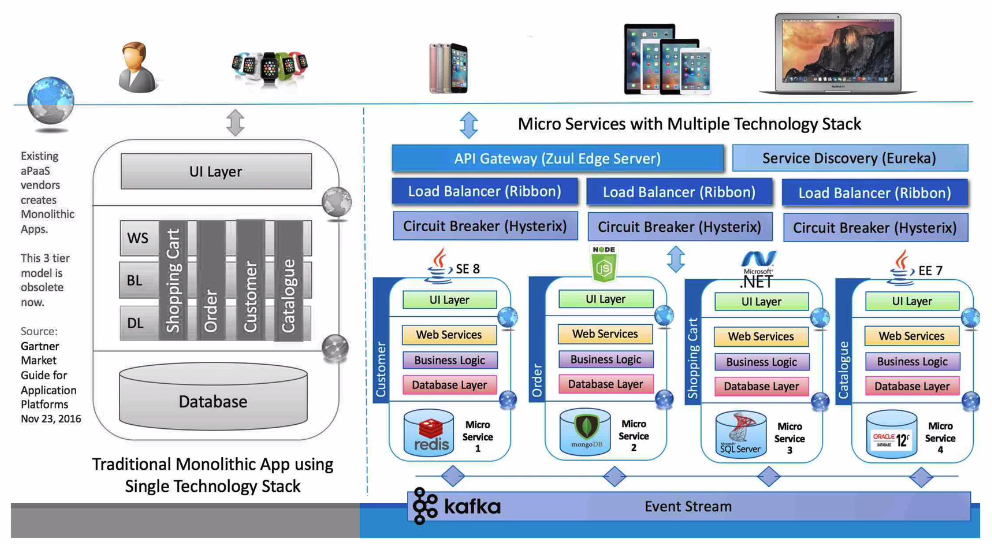 Existing
aPaaS
vendors
creates
Monolithic
Apps.
This 3 tier
model is
obsolete
now.
Source:
Gartner
Market
Guide for
Application
Platforms
Nov 23, 2016
UI Layer
WS
BL
DL
Shopping Cart
Order
Customer
Catalogue
Database
Traditional Monolithic App using
Single Technology Stack
Micro Services with Multiple Technology Stack
API Gateway (Zuul Edge Server)
Service Discovery (Eureka)
Load Balancer (Ribbon)
Load Balancer (Ribbon)
Load Balancer (Ribbon)
Circuit Breaker (Hysterix)
Circuit Breaker (Hysterix)
Circuit Breaker (Hysterix)
SE 8
Customer
UI Layer
Web Services
Business Logic
Database Layer
redis
Micro
Service
1
NODE
JS
Order
UI Layer
Web Services
Business Logic
Database Layer
mongoDB
Micro
Service
2
Microsoft
.NET
Shopping Cart
UI Layer
Web Services
Business Logic
Database Layer
Microsoft
SQL Server
Micro
Service
3
EE 7
Catalogue
UI Layer
Web Services
Business Logic
Database Layer
ORACLE
DATABASE
12c
Micro
Service
4
kafka
Event Stream